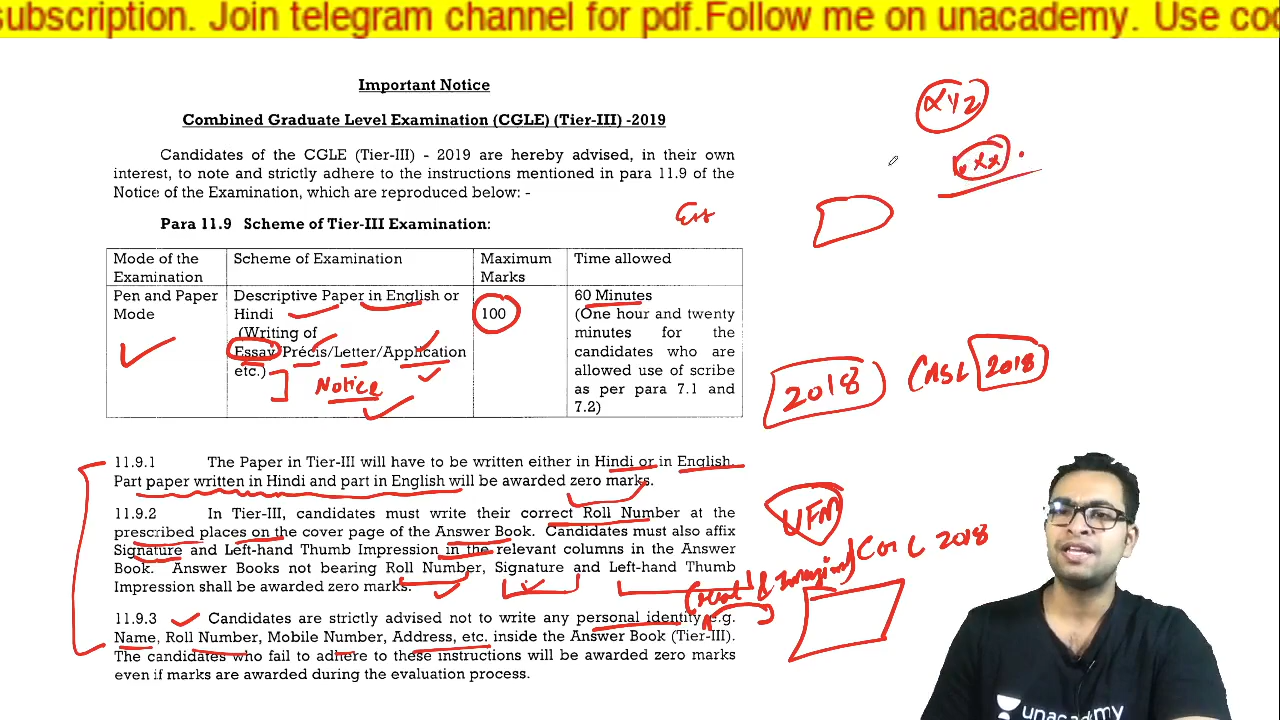 subscription. Join telegram channel for pdf.Follow me on unacademy. Use cod
Important Notice
Combined Graduate Level Examination (CGLE) (Tier-III) -2019
Candidates of the CGLE (Tier-III) - 2019 are hereby advised, in their own
interest, to note and strictly adhere to the instructions mentioned in para 11.9 of the
Notice of the Examination, which are reproduced below: -
Para 11.9 Scheme of Tier-III Examination:
Mode of the
Examination
Scheme of Examination
Maximum
Marks
Time allowed
Pen and Paper
Mode
Descriptive Paper in English or
Hindi
(Writing of
Essay Précis/Letter/Application
etc.)
Notice
100
60 Minutes
(One hour and twenty
minutes for the
candidates who are
allowed use of scribe
as per para 7.1 and
7.2)
XYZ
2018
2018
11.9.1 The Paper in Tier-III will have to be written either in Hindi or in English.
Part paper written in Hindi and part in English will be awarded zero marks.
11.9.2 In Tier-III, candidates must write their correct Roll Number at the
prescribed places on the cover page of the Answer Book. Candidates must also affix
Signature and Left-hand Thumb Impression in the relevant columns in the Answer
Book. Answer Books not bearing Roll Number, Signature and Left-hand Thumb
Impression shall be awarded zero marks.
UFM
2018
11.9.3 Candidates are strictly advised not to write any personal identity e.g.
Name, Roll Number, Mobile Number, Address, etc. inside the Answer Book (Tier-III).
The candidates who fail to adhere to these instructions will be awarded zero marks
even if marks are awarded during the evaluation process.
unacademy